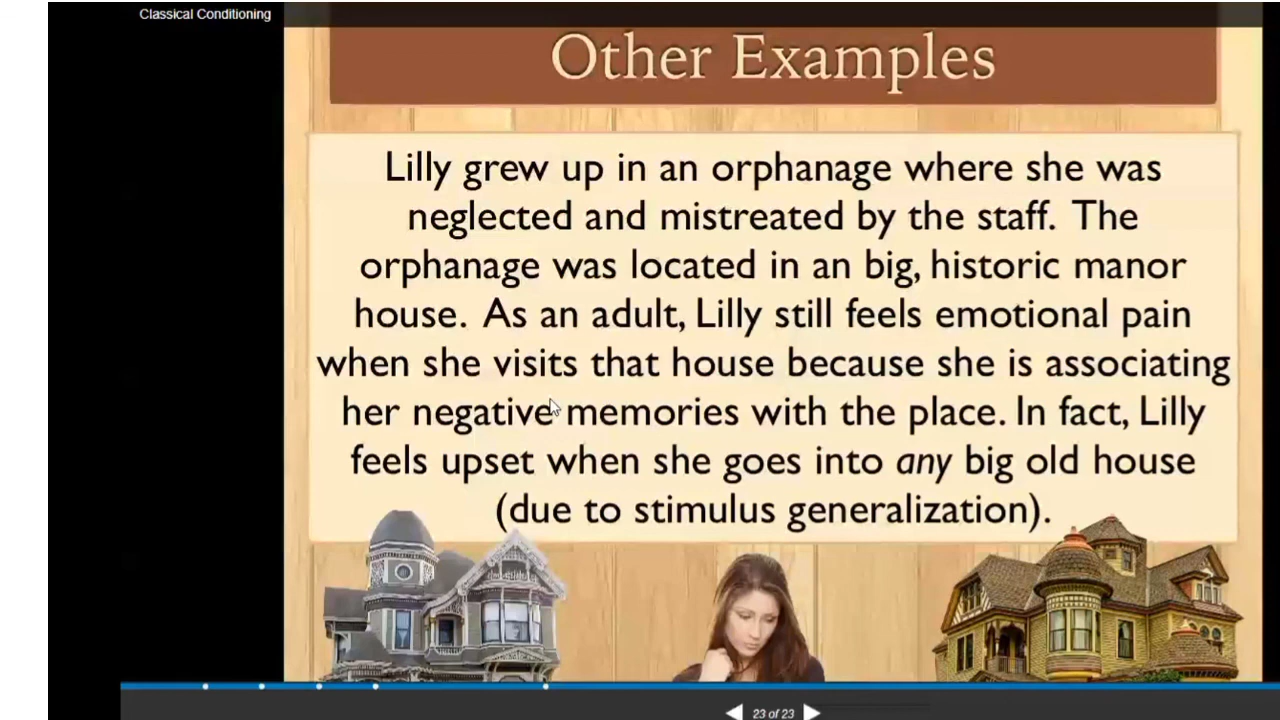 Classical Conditioning
Other Examples
Lilly grew up in an orphanage where she was
neglected and mistreated by the staff. The
orphanage was located in an big, historic manor
house. As an adult, Lilly still feels emotional pain
when she visits that house because she is associating
her negative memories with the place. In fact, Lilly
feels upset when she goes into any big old house
(due to stimulus generalization).
23 of 23